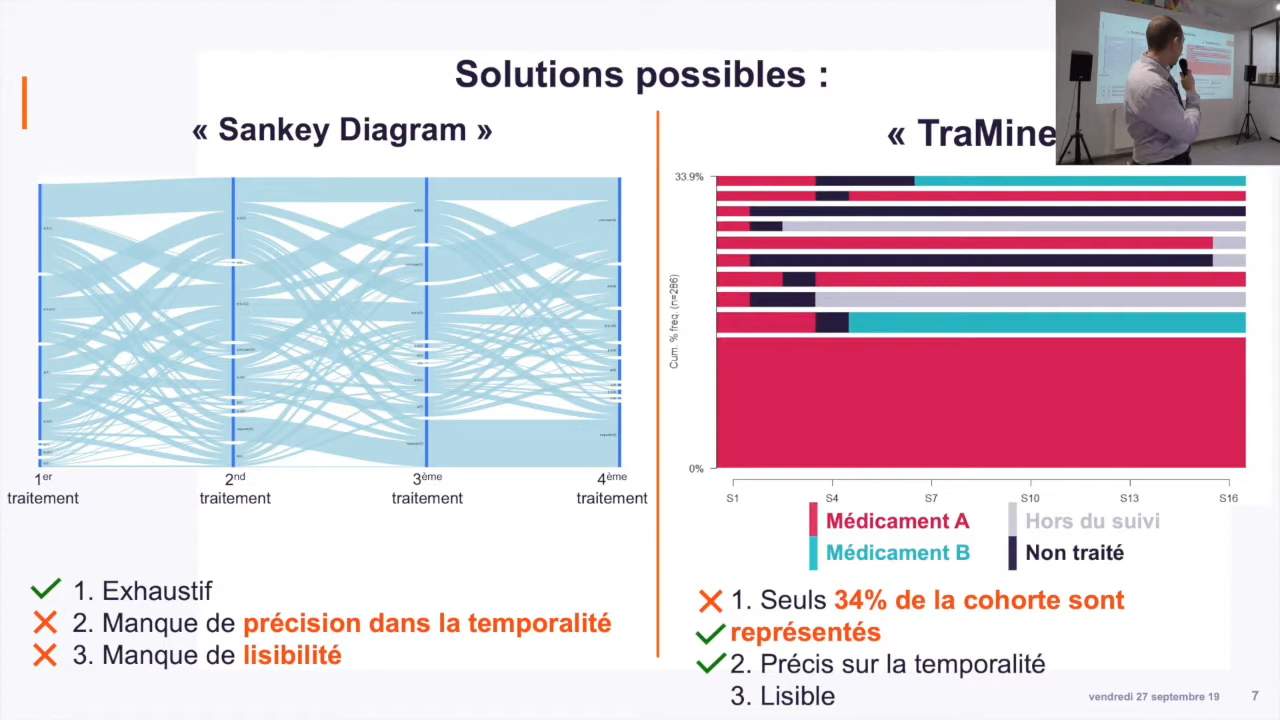 Solutions possibles :
« Sankey Diagram »
« TraMine
33.9%
Cum. % freq. (n=286)
0%
S1 S4 S7 S10 S13 S16
1er traitement
2nd traitement
3ème traitement
4ème traitement
Médicament A
Hors du suivi
Médicament B
Non traité
1. Exhaustif
2. Manque de précision dans la temporalité
3. Manque de lisibilité
1. Seuls 34% de la cohorte sont
représentés
2. Précis sur la temporalité
3. Lisible
vendredi 27 septembre 19
7